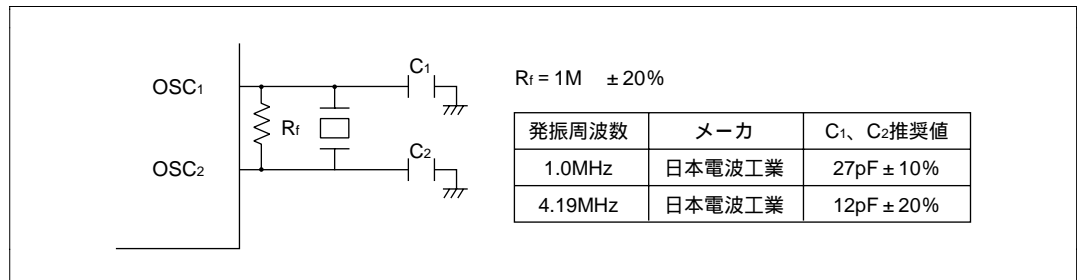 OSC1
OSC2
Rf
C1
C2
Rf = 1M ±20%
発振周波数 メーカ C1、C2推奨値
1.0MHz 日本電波工業 27pF±10%
4.19MHz 日本電波工業 12pF±20%